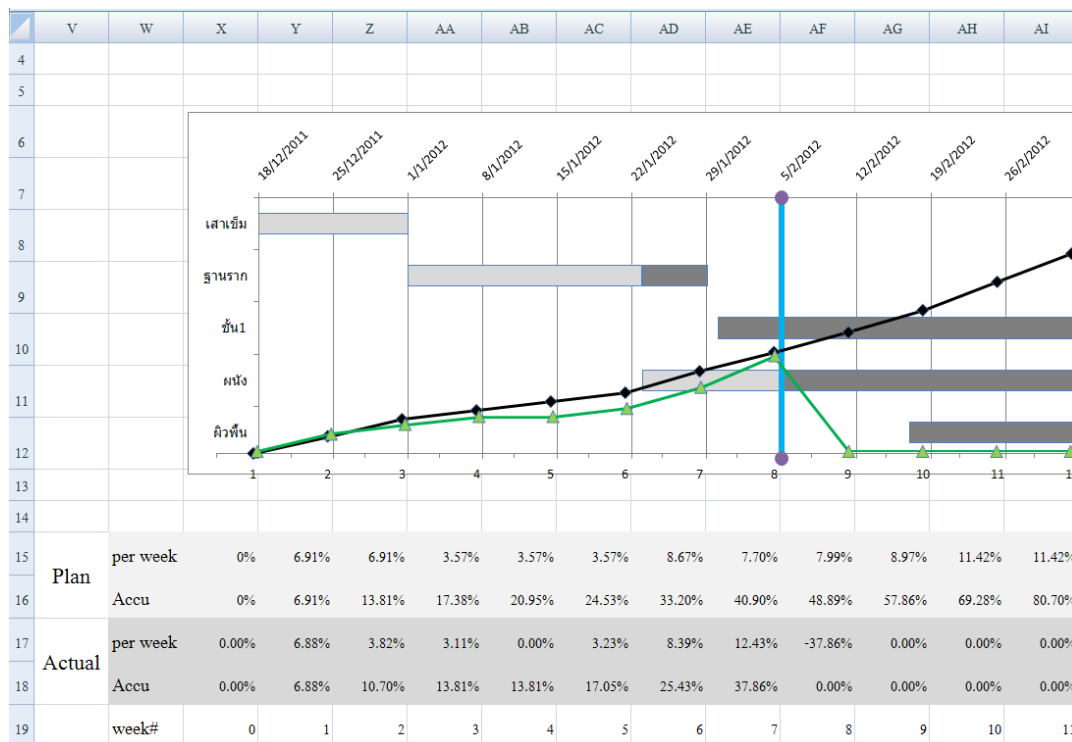 V W X Y Z AA AB AC AD AE AF AG AH AI
4
5
6
7
8
9
10
11
12
13
14
15
16
17
18
19
18/12/2011 25/12/2011 1/1/2012 8/1/2012 15/1/2012 22/1/2012 29/1/2012 5/2/2012 12/2/2012 19/2/2012 26/2/2012
เสาเข็ม
ฐานราก
ชั้น1
ผนัง
ผิวพื้น
1 2 3 4 5 6 7 8 9 10 11 1
Plan
per week 0% 6.91% 6.91% 3.57% 3.57% 3.57% 8.67% 7.70% 7.99% 8.97% 11.42% 11.42%
Accu 0% 6.91% 13.81% 17.38% 20.95% 24.53% 33.20% 40.90% 48.89% 57.86% 69.28% 80.70%
Actual
per week 0.00% 6.88% 3.82% 3.11% 0.00% 3.23% 8.39% 12.43% -37.86% 0.00% 0.00% 0.00%
Accu 0.00% 6.88% 10.70% 13.81% 13.81% 17.05% 25.43% 37.86% 0.00% 0.00% 0.00% 0.00%
week# 0 1 2 3 4 5 6 7 8 9 10 11